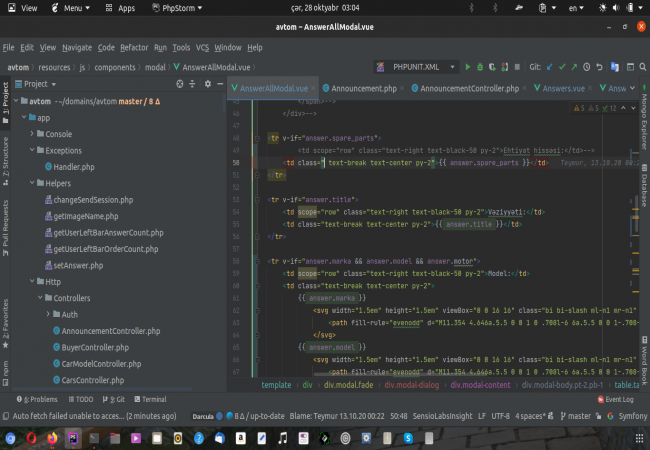 View Menu Apps PhpStorm çər, 28 oktyabr 03:04 en
avtom – AnswerAllModal.vue
File Edit View Navigate Code Refactor Run Tools VCS Window Help
avtom resources js components modal AnswerAllModal.vue PHPUNIT.XML Git:
Project
AnswerAllModal.vue Announcement.php AnnouncementController.php Answers.vue
1: Project
7: Structure
Pull Requests
2: Favorites
npm
avtom ~/domains/avtom master / 8 Δ
app
Console
Exceptions
Handler.php
Helpers
changeSendSession.php
getImageName.php
getUserLeftBarAnswerCount.php
getUserLeftBarOrderCount.php
setAnswer.php
Http
Controllers
Auth
AnnouncementController.php
BuyerController.php
CarModelController.php
CarsController.php
5 5 12
46 </div>-->
47
48 <tr v-if="answer.spare_parts">
49 <td scope="row" class="text-right text-black-50 py-2">Ehtiyat hissəsi:</td>-->
50 <td class=" text-break text-center py-2">{{ answer.spare_parts }}</td> Teymur, 13.10.20 00:2
51 </tr>
52
53 <tr v-if="answer.title">
54 <td scope="row" class="text-right text-black-50 py-2">Vəziyyəti:</td>
55 <td class="text-break text-center py-2">{{ answer.title }}</td>
56 </tr>
57
58 <tr v-if="answer.marka && answer.model && answer.motor">
59 <td scope="row" class="text-right text-black-50 py-2">Model:</td>
60 <td class="text-break text-center py-2">
61 {{ answer.marka }}
62 <svg width="1.5em" height="1.5em" viewBox="0 0 16 16" class="bi bi-slash ml-n1 mr-n1"
63 <path fill-rule="evenodd" d="M11.354 4.646a.5.5 0 0 1 0 .708l-6 6a.5.5 0 0 1-.708-
64 </svg>
65 {{ answer.model }}
66 <svg width="1.5em" height="1.5em" viewBox="0 0 16 16" class="bi bi-slash ml-n1 mr-n1"
67 <path fill-rule="evenodd" d="M11.354 4.646a.5.5 0 0 1 0 .708l-6 6a.5.5 0 0 1-.708-
Mongo Explorer
Database
Word Book
template div div.modal.fade div.modal-dialog div.modal-content div.modal-body.pt-2.pb-1 table.ta
6: Problems TODO 9: Git Terminal Event Log
Auto fetch failed unable to acces... (2 minutes ago) Darcula 8 Δ / up-to-date Blame: Teymur 13.10.20 00:22 50:48 SensioLabsInsight LF UTF-8 4 spaces* master Symfony